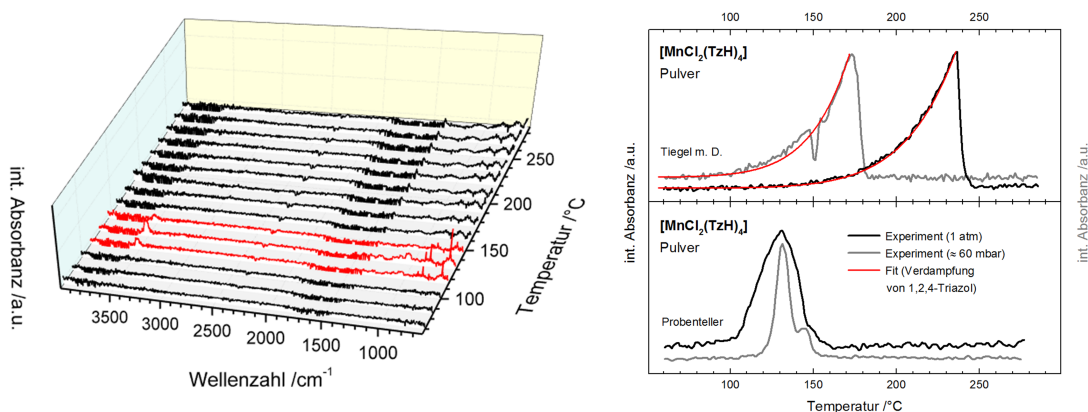 int. Absorbanz /a.u.
3500
3000
2500
2000
1500
1000
Wellenzahl /cm⁻¹
100
150
200
250
Temperatur /°C
100
150
200
250
[MnCl₂(TzH)₄]
Pulver
Tiegel m. D.
[MnCl₂(TzH)₄]
Pulver
Experiment (1 atm)
Experiment (≈ 60 mbar)
Fit (Verdampfung
von 1,2,4-Triazol)
Probenteller
int. Absorbanz /a.u.
int. Absorbanz /a.u.
100
150
200
250
Temperatur /°C